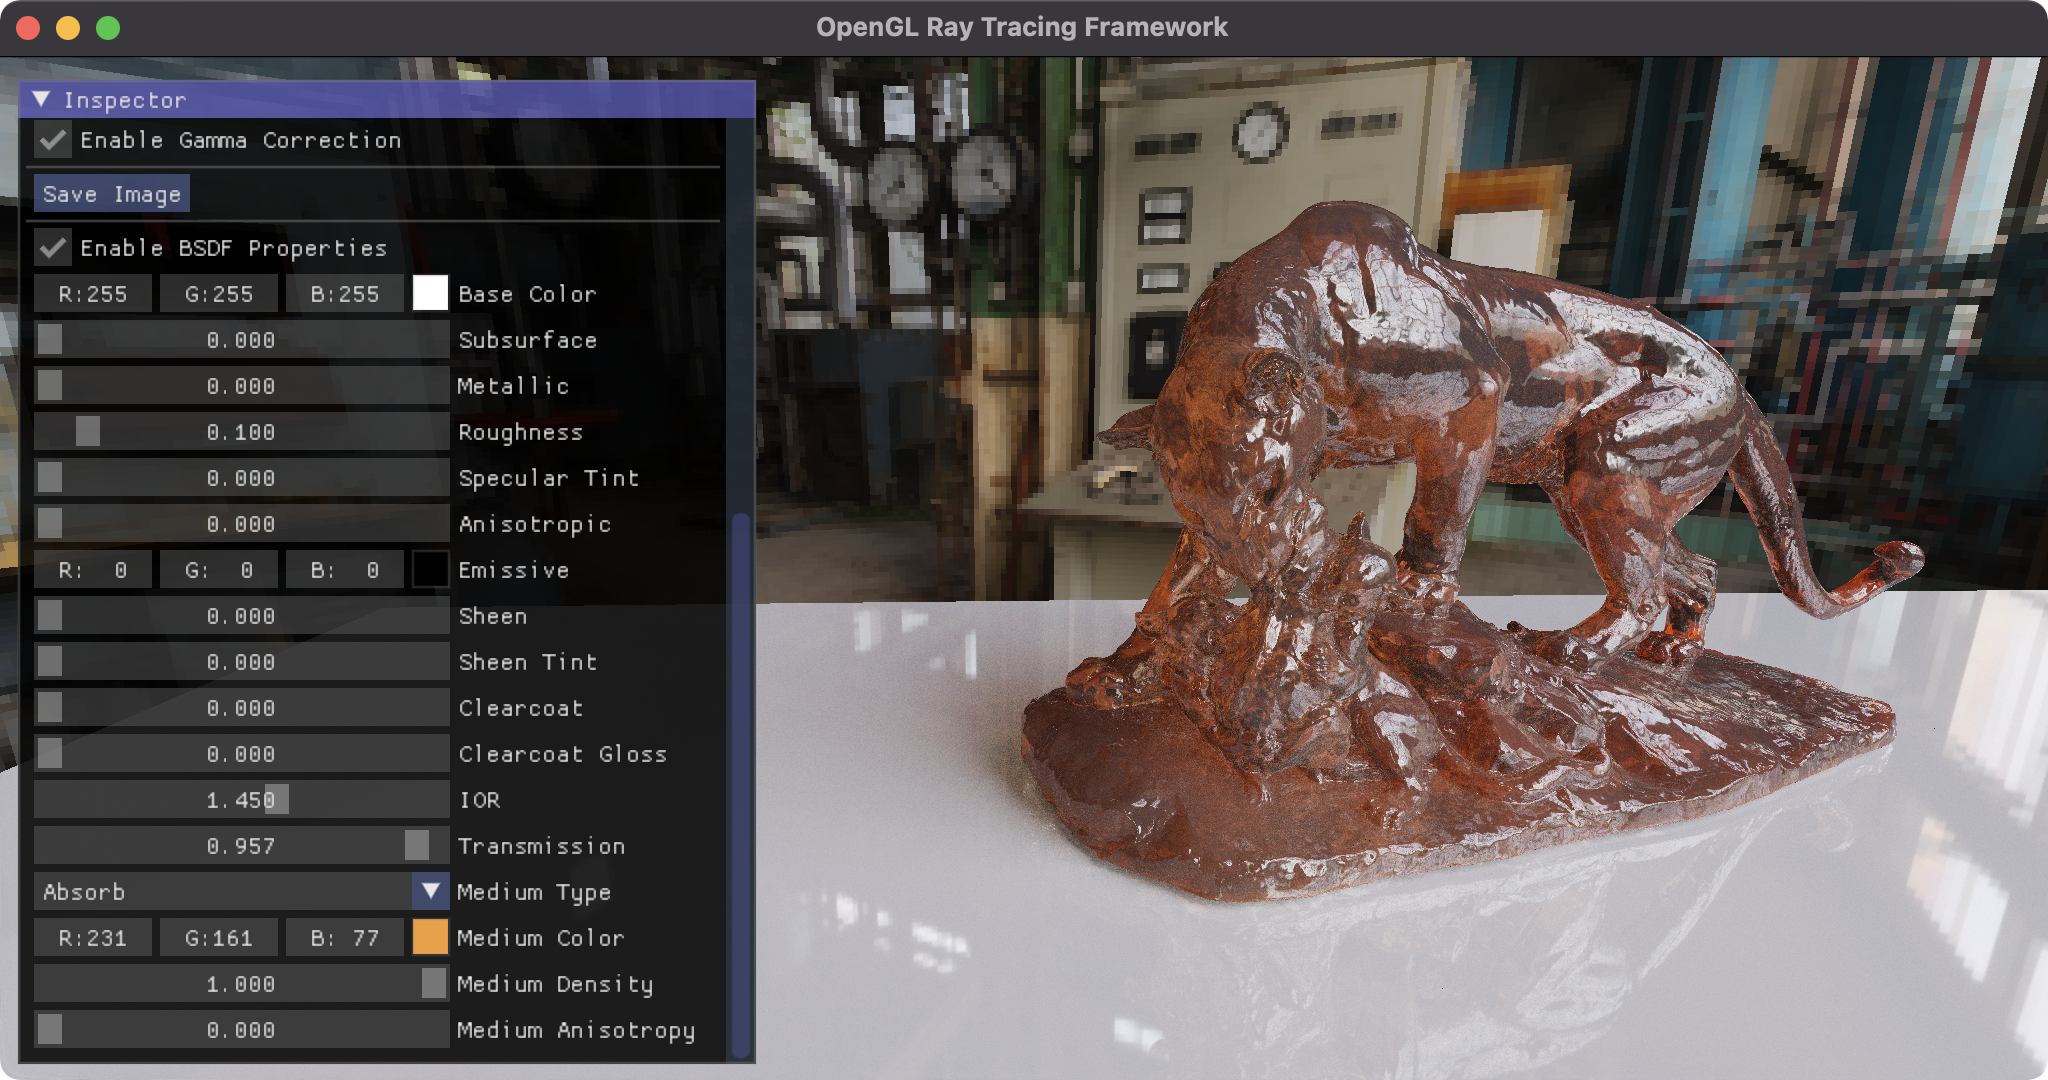 OpenGL Ray Tracing Framework
Inspector
Enable Gamma Correction
Save Image
Enable BSDF Properties
R:255 G:255 B:255 Base Color
0.000 Subsurface
0.000 Metallic
0.100 Roughness
0.000 Specular Tint
0.000 Anisotropic
R: 0 G: 0 B: 0 Emissive
0.000 Sheen
0.000 Sheen Tint
0.000 Clearcoat
0.000 Clearcoat Gloss
1.450 IOR
0.957 Transmission
Absorb Medium Type
R:231 G:161 B: 77 Medium Color
1.000 Medium Density
0.000 Medium Anisotropy